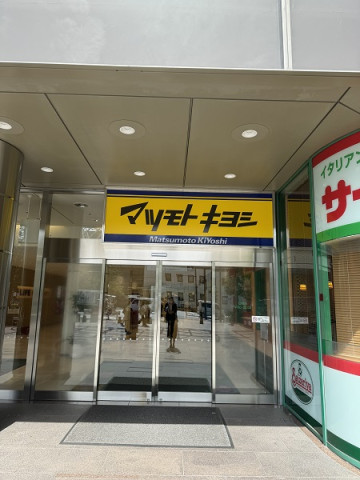 マツモトキヨシ
Matsumoto KiYoshi
イタリアン
サ